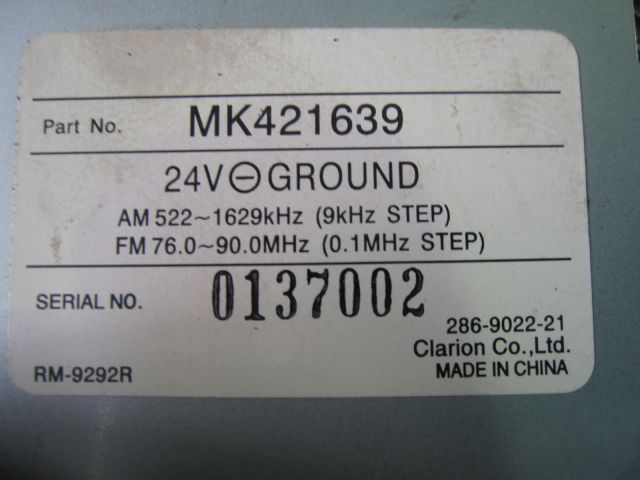 Part No. MK421639
24V⊖GROUND
AM 522~1629kHz (9kHz STEP)
FM 76.0~90.0MHz (0.1MHz STEP)
SERIAL NO. 0137002
286-9022-21
Clarion Co.,Ltd.
RM-9292R MADE IN CHINA